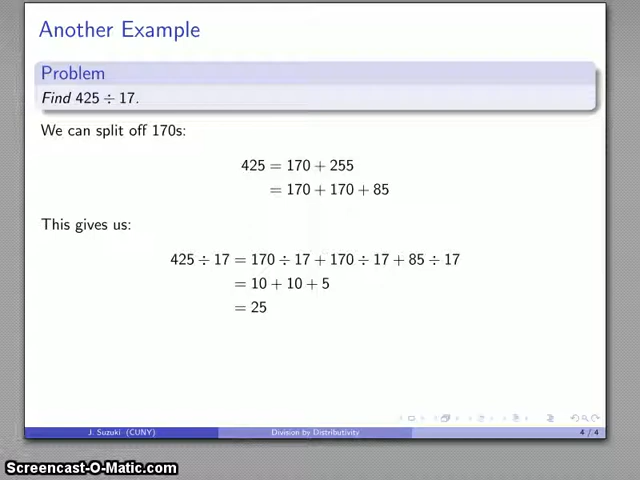 Another Example
Problem
Find 425 ÷ 17.
We can split off 170s:
425 = 170 + 255
= 170 + 170 + 85
This gives us:
425 ÷ 17 = 170 ÷ 17 + 170 ÷ 17 + 85 ÷ 17
= 10 + 10 + 5
= 25
J. Suzuki (CUNY) Division by Distributivity 4 / 4
Screencast-O-Matic.com